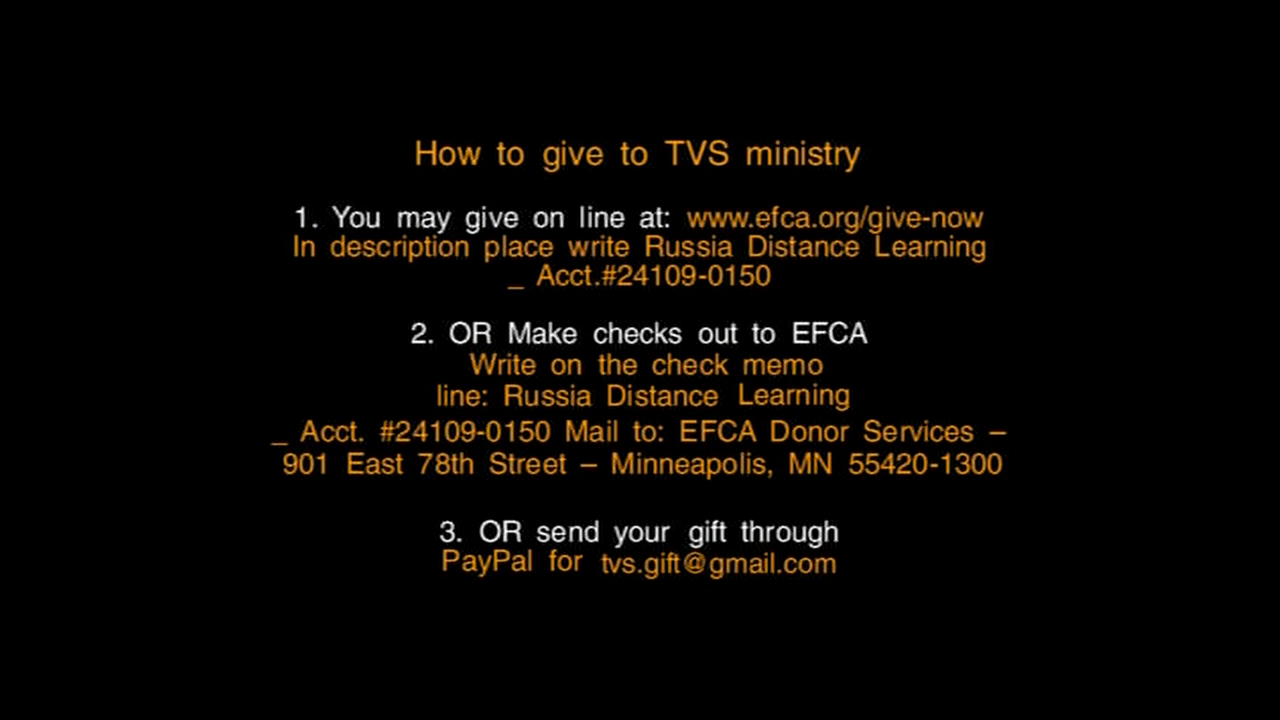 How to give to TVS ministry
1. You may give on line at: www.efca.org/give-now
In description place write Russia Distance Learning
_ Acct.#24109-0150
2. OR Make checks out to EFCA
Write on the check memo
line: Russia Distance Learning
_ Acct. #24109-0150 Mail to: EFCA Donor Services –
901 East 78th Street – Minneapolis, MN 55420-1300
3. OR send your gift through
PayPal for tvs.gift@gmail.com